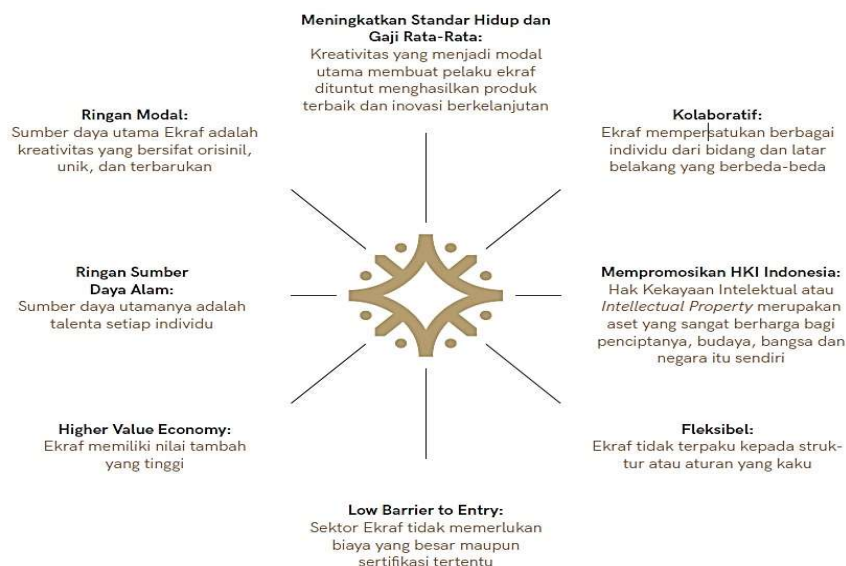 Meningkatkan Standar Hidup dan
Gaji Rata-Rata:
Kreativitas yang menjadi modal
utama membuat pelaku ekraf
dituntut menghasilkan produk
terbaik dan inovasi berkelanjutan
Ringan Modal:
Sumber daya utama Ekraf adalah
kreativitas yang bersifat orisinil,
unik, dan terbarukan
Kolaboratif:
Ekraf mempersatukan berbagai
individu dari bidang dan latar
belakang yang berbeda-beda
Ringan Sumber
Daya Alam:
Sumber daya utamanya adalah
talenta setiap individu
Mempromosikan HKI Indonesia:
Hak Kekayaan Intelektual atau
Intellectual Property merupakan
aset yang sangat berharga bagi
penciptanya, budaya, bangsa dan
negara itu sendiri
Higher Value Economy:
Ekraf memiliki nilai tambah
yang tinggi
Fleksibel:
Ekraf tidak terpaku kepada struk-
tur atau aturan yang kaku
Low Barrier to Entry:
Sektor Ekraf tidak memerlukan
biaya yang besar maupun
sertifikasi tertentu